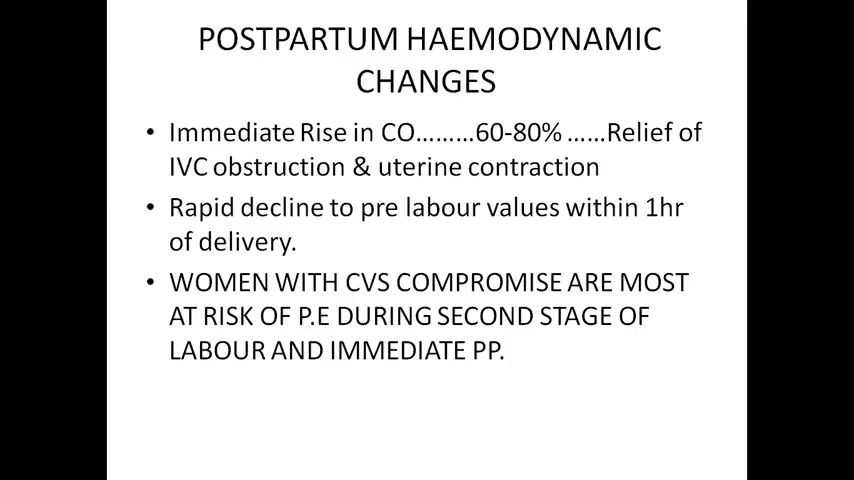 POSTPARTUM HAEMODYNAMIC
CHANGES
• Immediate Rise in CO………60-80% ……Relief of
IVC obstruction & uterine contraction
• Rapid decline to pre labour values within 1hr
of delivery.
• WOMEN WITH CVS COMPROMISE ARE MOST
AT RISK OF P.E DURING SECOND STAGE OF
LABOUR AND IMMEDIATE PP.